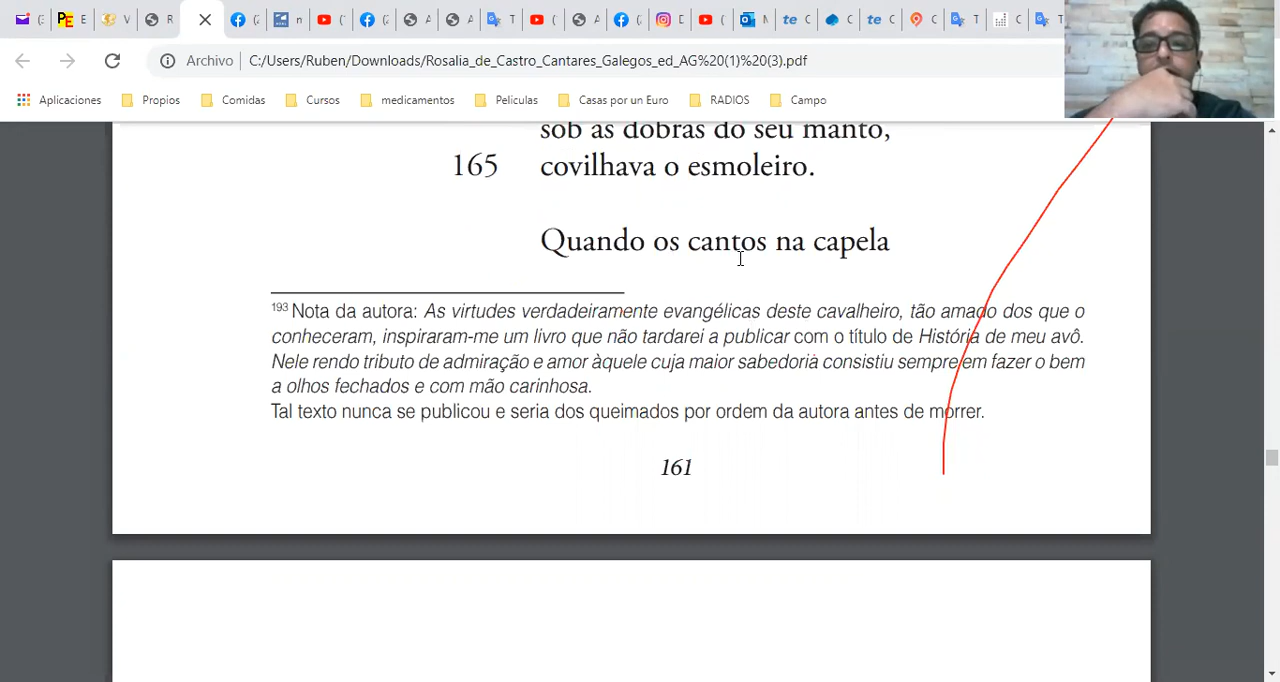 Archivo C:/Users/Ruben/Downloads/Rosalia_de_Castro_Cantares_Galegos_ed_AG%20(1)%20(3).pdf
Aplicaciones Propios Comidas Cursos medicamentos Peliculas Casas por un Euro RADIOS Campo
sob as dobras do seu manto,
165 covilhava o esmoleiro.
Quando os cantos na capela
193 Nota da autora: As virtudes verdadeiramente evangélicas deste cavalheiro, tão amado dos que o
conheceram, inspiraram-me um livro que não tardarei a publicar com o título de História de meu avô.
Nele rendo tributo de admiração e amor àquele cuja maior sabedoria consistiu sempre em fazer o bem
a olhos fechados e com mão carinhosa.
Tal texto nunca se publicou e seria dos queimados por ordem da autora antes de morrer.
161